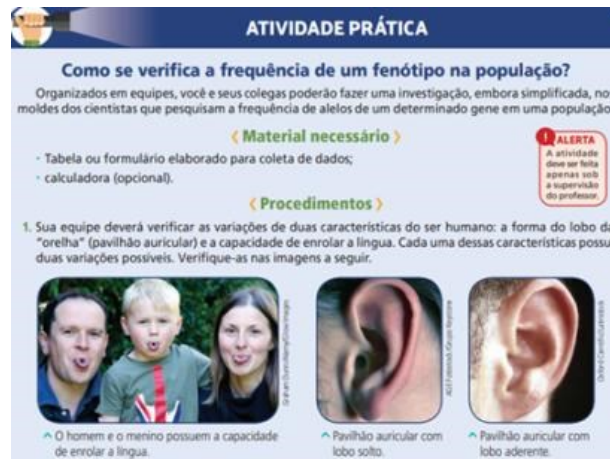 ATIVIDADE PRÁTICA
Como se verifica a frequência de um fenótipo na população?
Organizados em equipes, você e seus colegas poderão fazer uma investigação, embora simplificada, no
moldes dos cientistas que pesquisam a frequência de alelos de um determinado gene em uma população
Material necessário
• Tabela ou formulário elaborado para coleta de dados;
• calculadora (opcional).
! ALERTA
A atividade
deve ser feita
apenas sob
a supervisão
do professor.
Procedimentos
1. Sua equipe deverá verificar as variações de duas características do ser humano: a forma do lobo da
"orelha" (pavilhão auricular) e a capacidade de enrolar a língua. Cada uma dessas características possu
duas variações possíveis. Verifique-as nas imagens a seguir.
O homem e o menino possuem a capacidade
de enrolar a língua.
Pavilhão auricular com
lobo solto.
Pavilhão auricular com
lobo aderente.